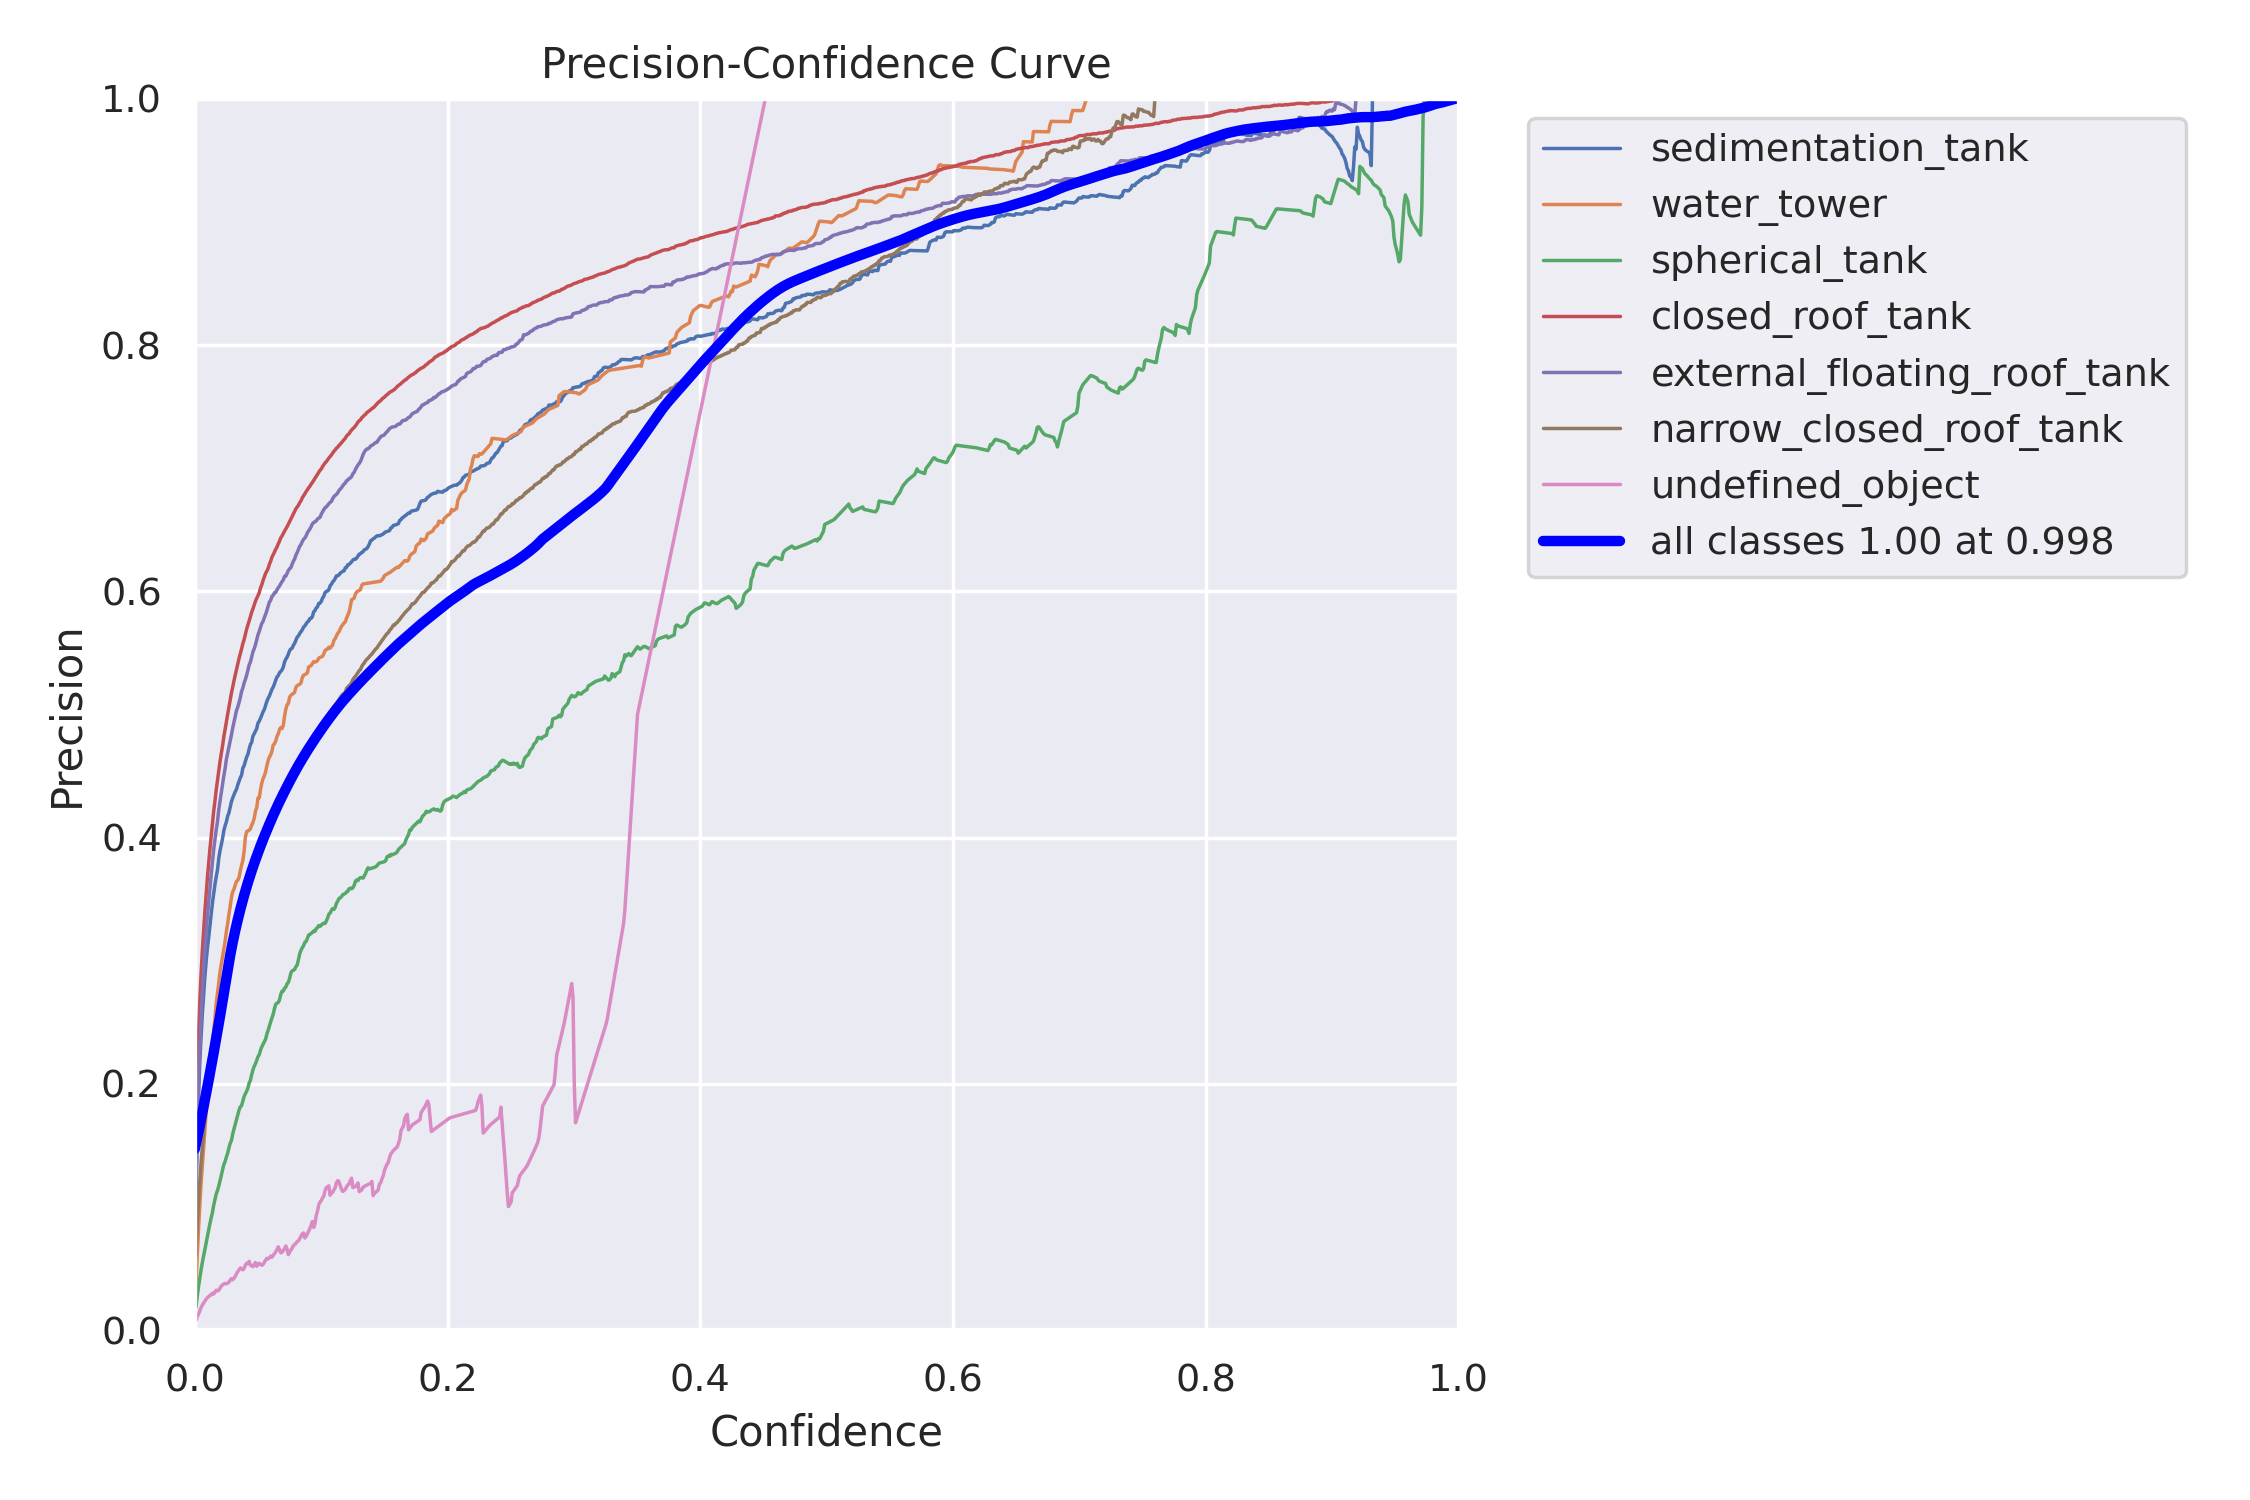 Precision-Confidence Curve
1.0
0.8
0.6
0.4
0.2
0.0
Precision
0.0 0.2 0.4 0.6 0.8 1.0
Confidence
sedimentation_tank
water_tower
spherical_tank
closed_roof_tank
external_floating_roof_tank
narrow_closed_roof_tank
undefined_object
all classes 1.00 at 0.998